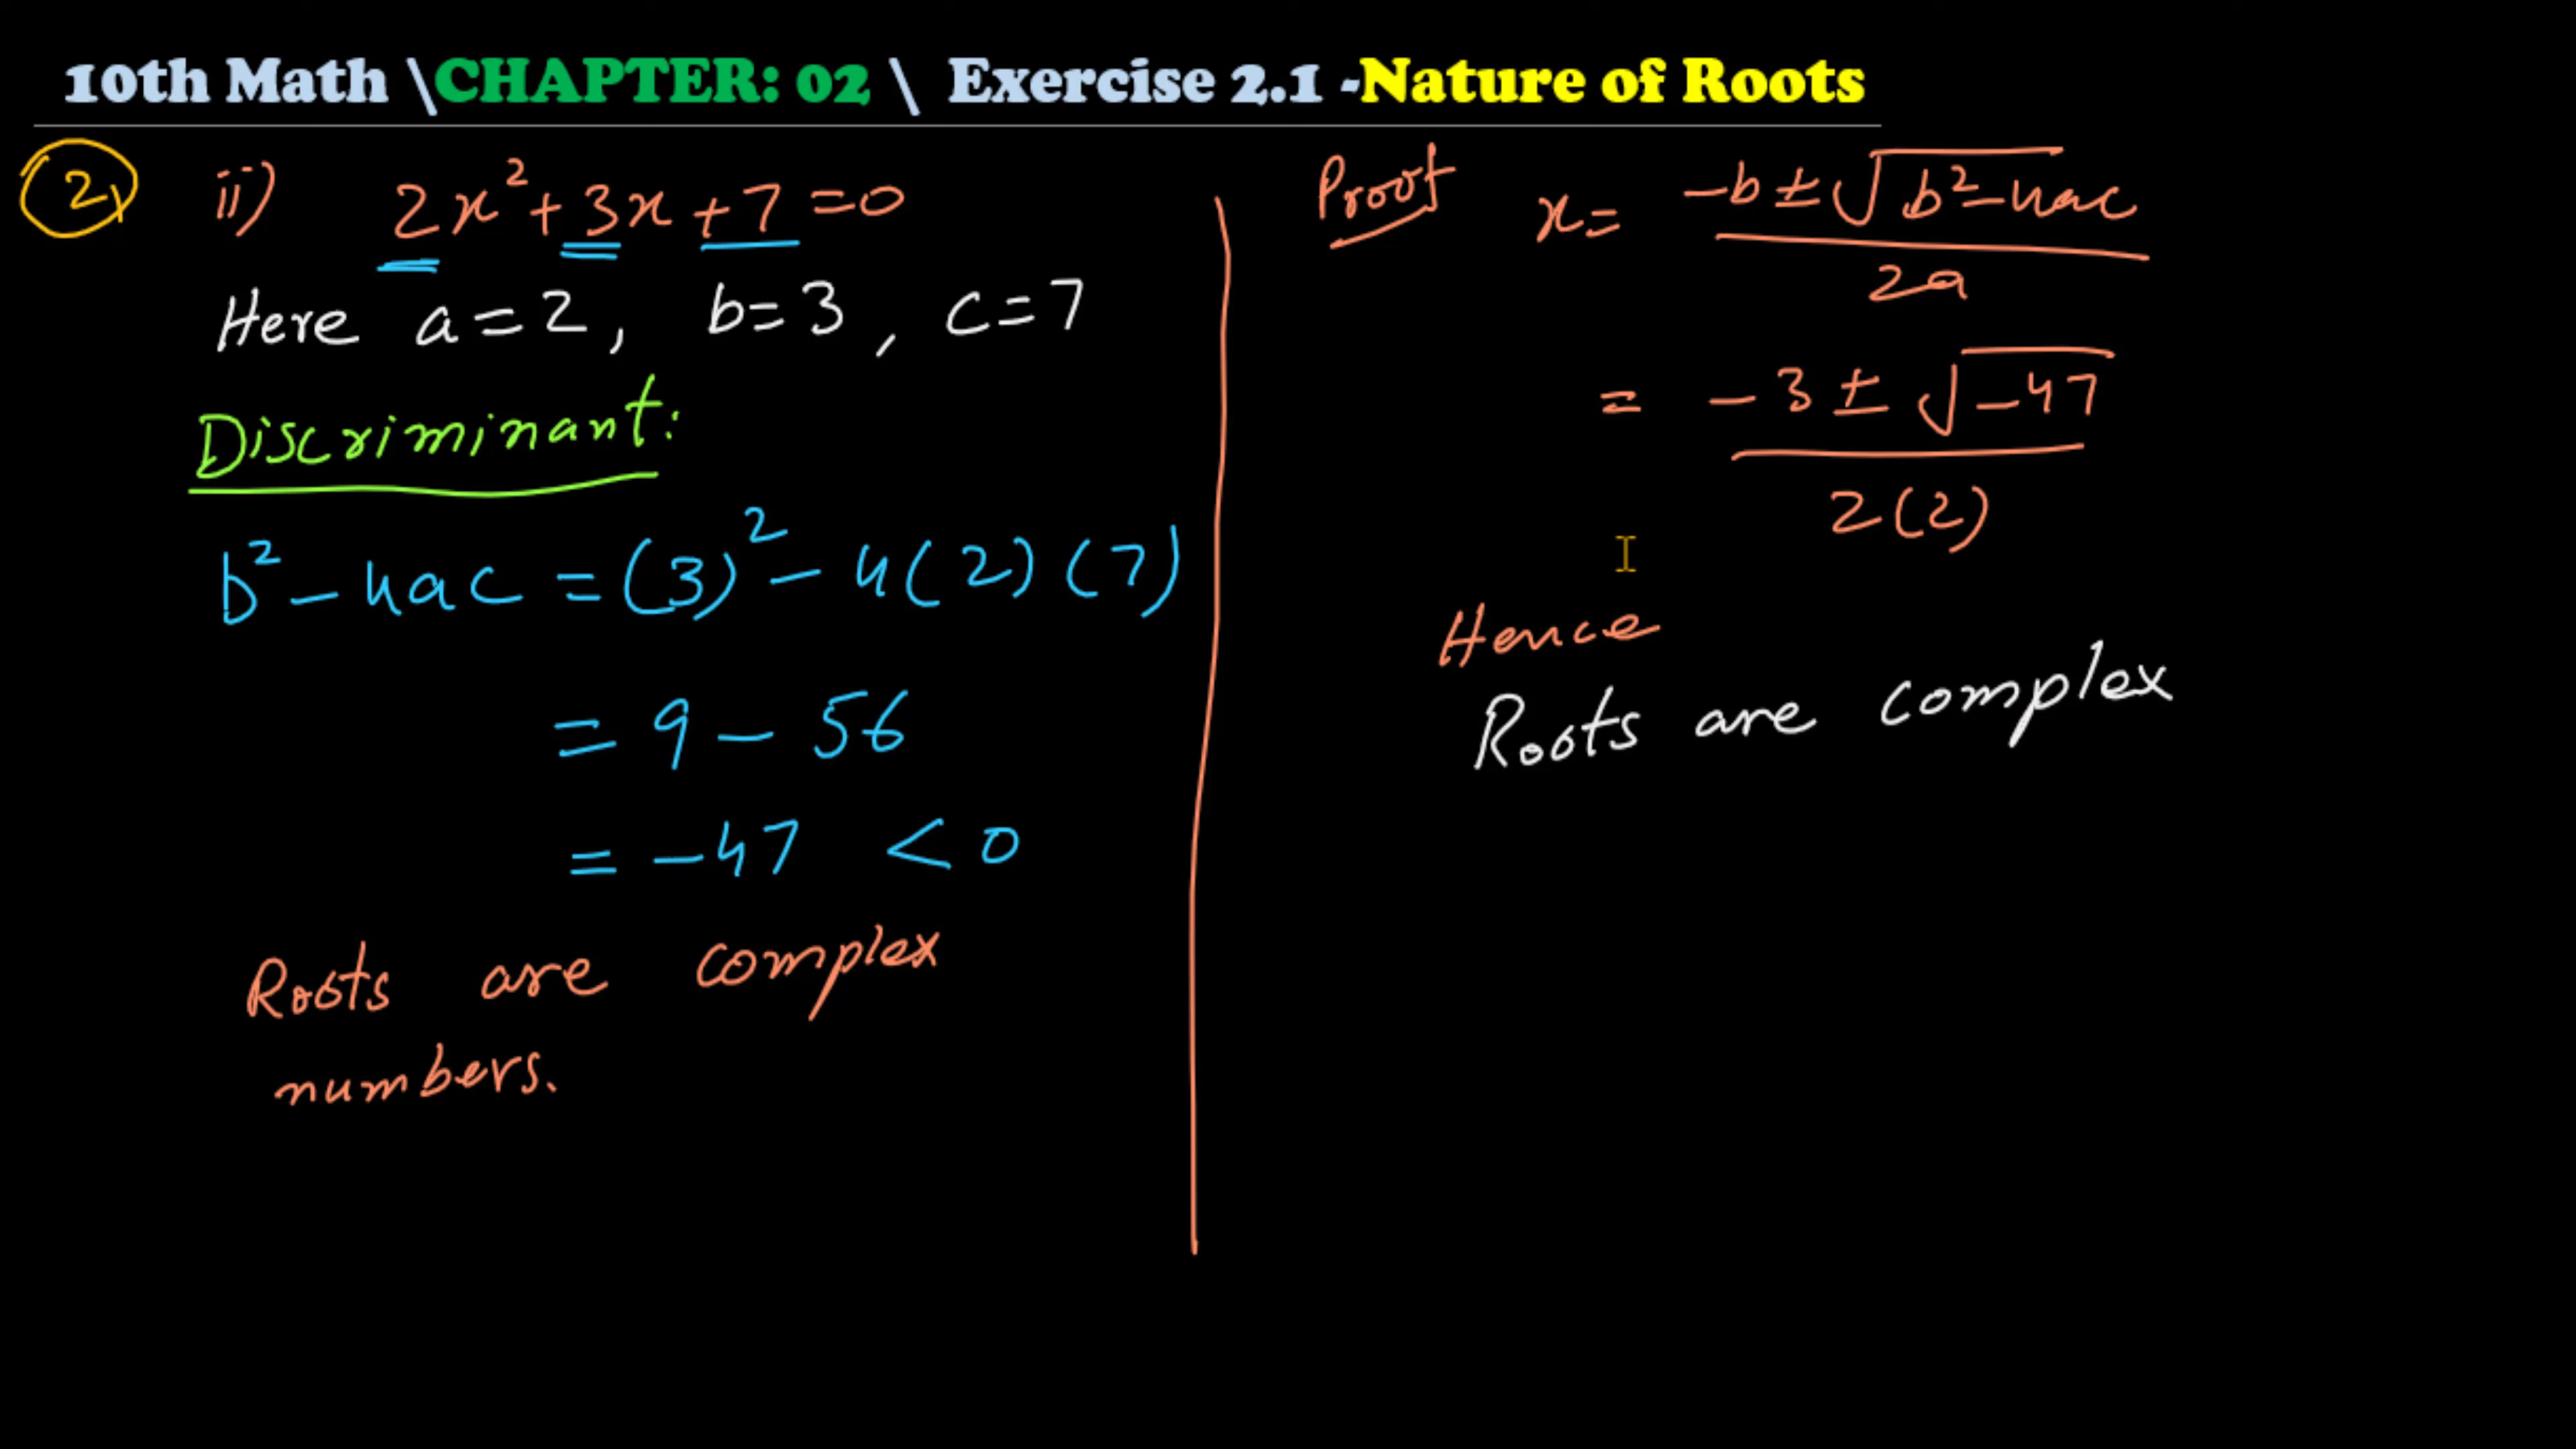 10th Math \CHAPTER: 02 \ Exercise 2.1 -Nature of Roots
2) ii) 2x² + 3x + 7 = 0
Here a = 2, b = 3, c = 7
Discriminant:
b² - 4ac = (3)² - 4(2)(7)
= 9 - 56
= -47 < 0
Roots are complex
numbers.
Proof x = (-b ± √(b² - 4ac)) / 2a
= (-3 ± √-47) / 2(2)
Hence
Roots are complex